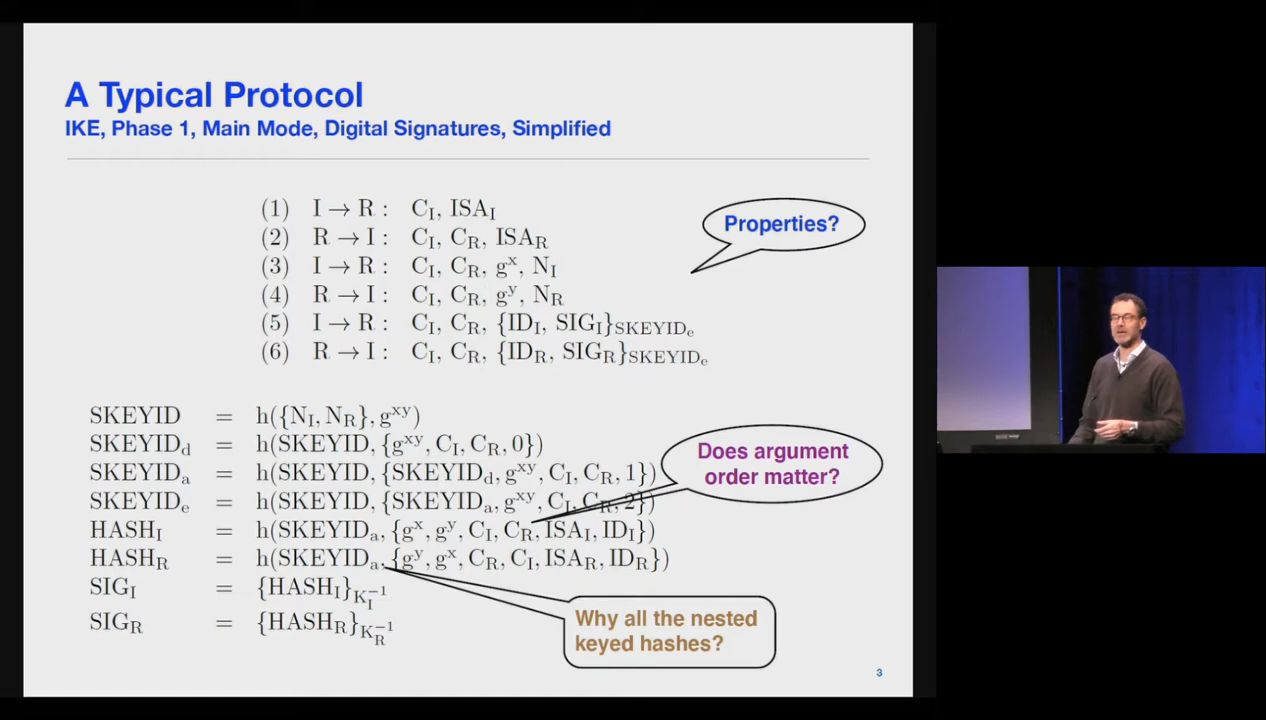 A Typical Protocol
IKE, Phase 1, Main Mode, Digital Signatures, Simplified
(1) I → R : C_I, ISA_I
(2) R → I : C_I, C_R, ISA_R
(3) I → R : C_I, C_R, g^x, N_I
(4) R → I : C_I, C_R, g^y, N_R
(5) I → R : C_I, C_R, {ID_I, SIG_I}_SKEYID_e
(6) R → I : C_I, C_R, {ID_R, SIG_R}_SKEYID_e
Properties?
SKEYID = h({N_I, N_R}, g^xy)
SKEYID_d = h(SKEYID, {g^xy, C_I, C_R, 0})
SKEYID_a = h(SKEYID, {SKEYID_d, g^xy, C_I, C_R, 1})
SKEYID_e = h(SKEYID, {SKEYID_a, g^xy, C_I, C_R, 2})
HASH_I = h(SKEYID_a, {g^x, g^y, C_I, C_R, ISA_I, ID_I})
HASH_R = h(SKEYID_a, {g^y, g^x, C_R, C_I, ISA_R, ID_R})
SIG_I = {HASH_I}_K_I^-1
SIG_R = {HASH_R}_K_R^-1
Does argument
order matter?
Why all the nested
keyed hashes?
3